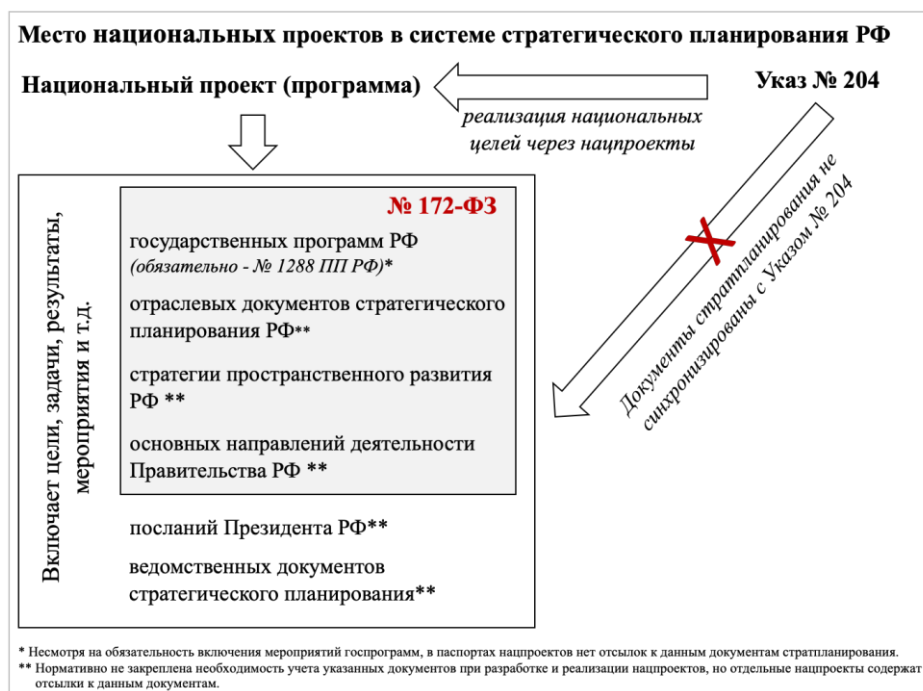 Место национальных проектов в системе стратегического планирования РФ
Национальный проект (программа)
Указ № 204
реализация национальных
целей через нацпроекты
Документы стратпланирования не
синхронизированы с Указом № 204
Включает цели, задачи, результаты,
мероприятия и т.д.
№ 172-ФЗ
государственных программ РФ
(обязательно - № 1288 ПП РФ)*
отраслевых документов стратегического
планирования РФ**
стратегии пространственного развития
РФ **
основных направлений деятельности
Правительства РФ **
посланий Президента РФ**
ведомственных документов
стратегического планирования**
* Несмотря на обязательность включения мероприятий госпрограмм, в паспортах нацпроектов нет отсылок к данным документам стратпланирования.
** Нормативно не закреплена необходимость учета указанных документов при разработке и реализации нацпроектов, но отдельные нацпроекты содержат
отсылки к данным документам.